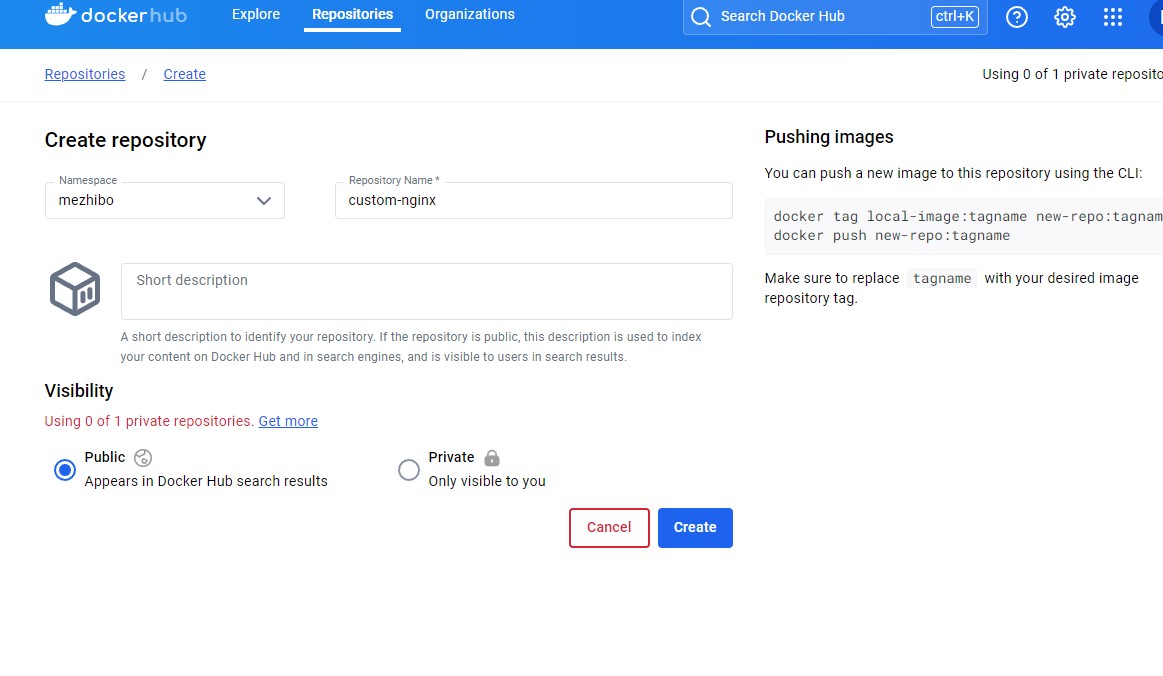 dockerhub
Explore
Repositories
Organizations
Search Docker Hub
ctrl+K
Repositories / Create
Using 0 of 1 private reposito
Create repository
Namespace
mezhibo
Repository Name *
custom-nginx
Short description
A short description to identify your repository. If the repository is public, this description is used to index
your content on Docker Hub and in search engines, and is visible to users in search results.
Visibility
Using 0 of 1 private repositories. Get more
Public
Appears in Docker Hub search results
Private
Only visible to you
Cancel
Create
Pushing images
You can push a new image to this repository using the CLI:
docker tag local-image:tagname new-repo:tagnam
docker push new-repo:tagname
Make sure to replace tagname with your desired image
repository tag.